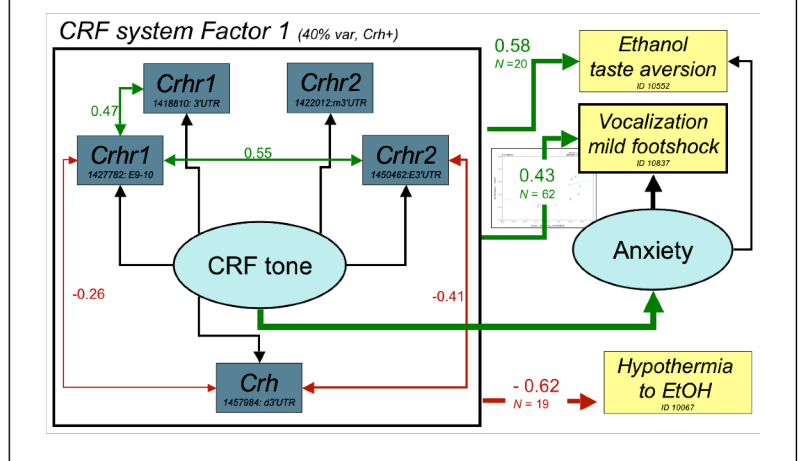 CRF system Factor 1 (40% var, Crh+)
Crhr1
1418810: 3'UTR
Crhr2
1422012:m3'UTR
0.47
Crhr1
1427782: E9-10
0.55
Crhr2
1450462:E3'UTR
CRF tone
-0.26
-0.41
Crh
1457984: d3'UTR
0.58
N =20
Ethanol
taste aversion
ID 10552
Vocalization
mild footshock
ID 10837
0.43
N = 62
Anxiety
- 0.62
N = 19
Hypothermia
to EtOH
ID 10067